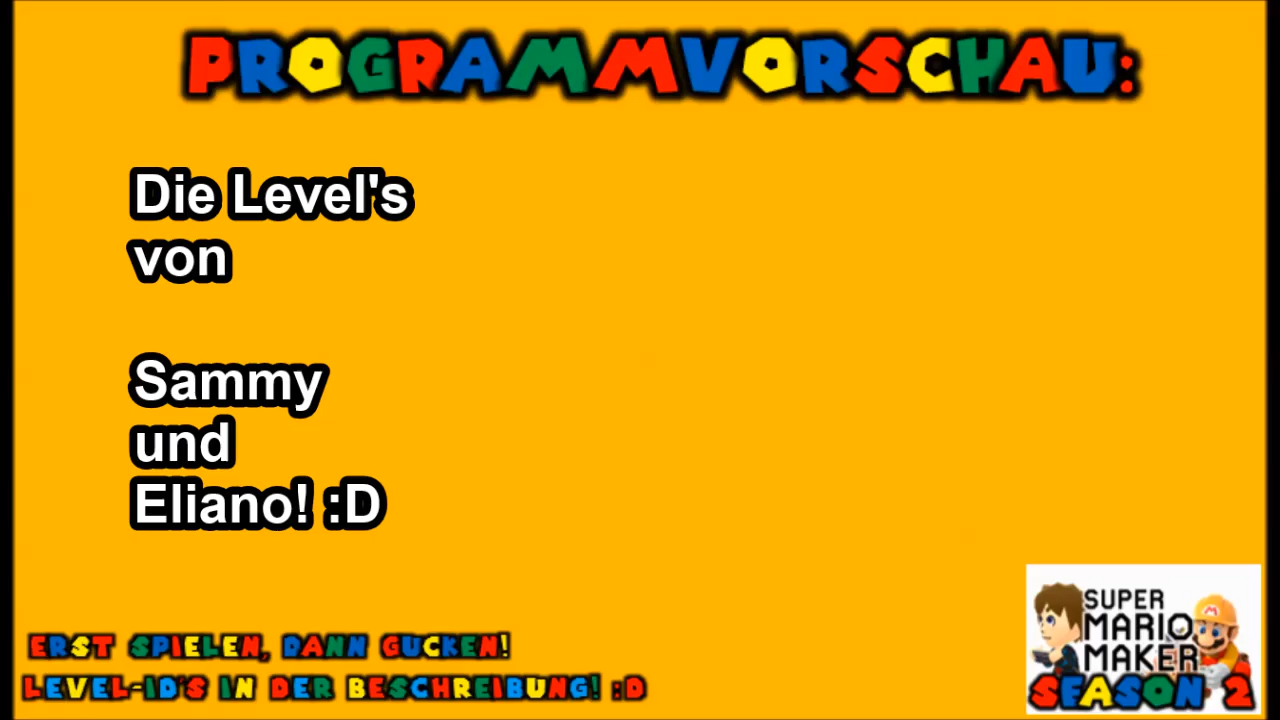 PROGRAMMVORSCHAU:
Die Level's
von
Sammy
und
Eliano! :D
ERST SPIELEN, DANN GUCKEN!
LEVEL-ID'S IN DER BESCHREIBUNG! :D
SUPER
MARIO
MAKER
SEASON 2